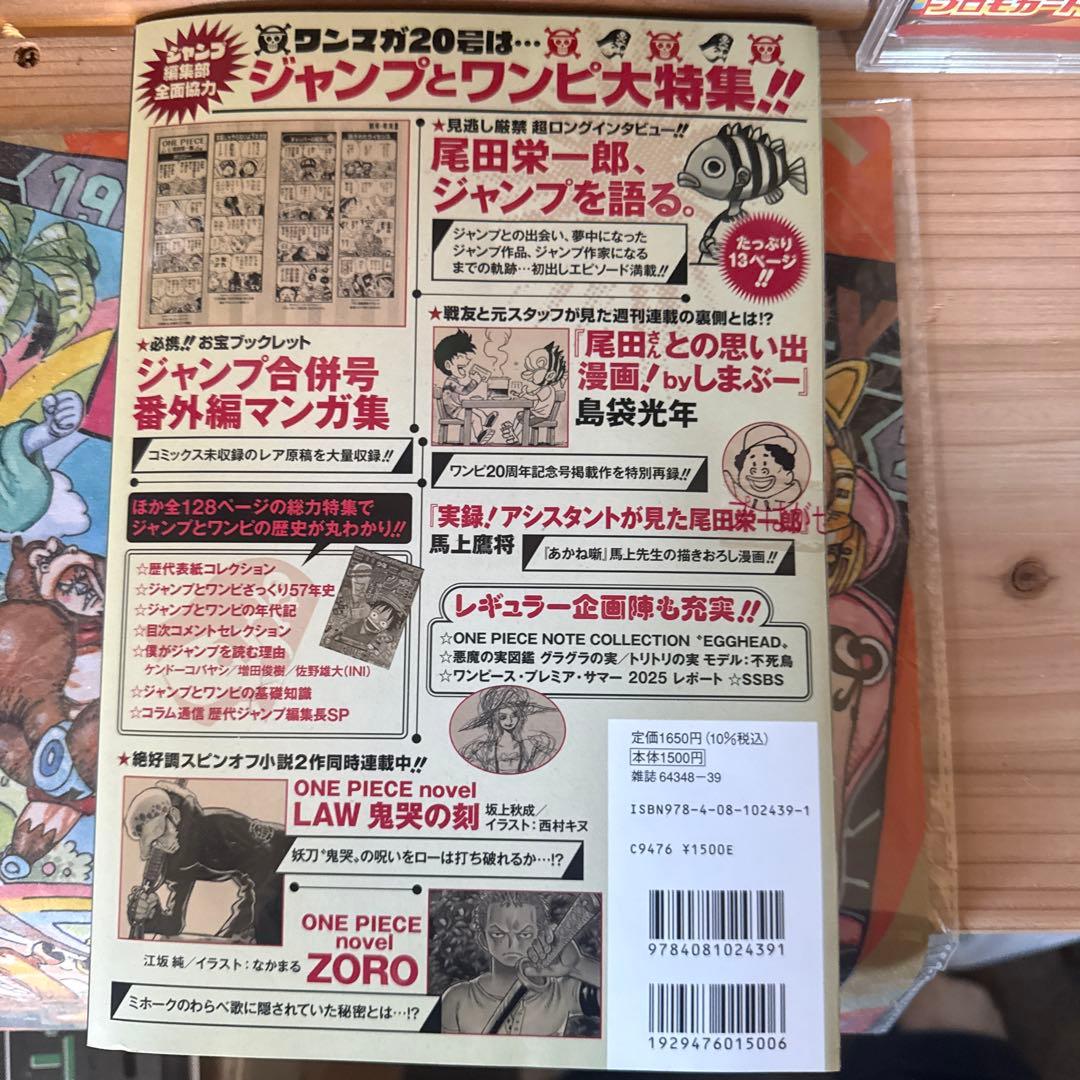 ジャンプ
編集部
全面協力
ワンマガ20号は…
ジャンプとワンピ大特集!!
ONE PIECE
★見逃し厳禁 超ロングインタビュー!!
尾田栄一郎、
ジャンプを語る。
ジャンプとの出会い、夢中になった
ジャンプ作品、ジャンプ作家になる
までの軌跡…初出しエピソード満載!!
たっぷり
13ページ
!!
★必携!! お宝ブックレット
ジャンプ合併号
番外編マンガ集
コミックス未収録のレア原稿を大量収録!!
★戦友と元スタッフが見た週刊連載の裏側とは!?
『尾田さんとの思い出
漫画!byしまぶー』
島袋光年
ワンピ20周年記念号掲載作を特別再録!!
『実録!アシスタントが見た尾田栄一郎』
馬上鷹将
『あかね噺』馬上先生の描きおろし漫画!!
ほか全128ページの総力特集で
ジャンプとワンピの歴史が丸わかり!!
☆歴代表紙コレクション
☆ジャンプとワンピざっくり57年史
☆ジャンプとワンピの年代記
☆目次コメントセレクション
☆僕がジャンプを読む理由
ケンドーコバヤシ/増田俊樹/佐野雄大(INI)
☆ジャンプとワンピの基礎知識
☆コラム通信 歴代ジャンプ編集長SP
レギュラー企画陣も充実!!
☆ONE PIECE NOTE COLLECTION〝EGGHEAD〟
☆悪魔の実図鑑 グラグラの実/トリトリの実 モデル:不死鳥
☆ワンピース・プレミア・サマー 2025 レポート ☆SSBS
★絶好調スピンオフ小説2作同時連載中!!
ONE PIECE novel
LAW 鬼哭の刻
坂上秋成/
イラスト:西村キヌ
妖刀〝鬼哭〟の呪いをローは打ち破れるか…!?
ONE PIECE
novel
ZORO
江坂 純/イラスト:なかまる
ミホークのわらべ歌に隠されていた秘密とは…!?
定価1650円(10%税込)
本体1500円
雑誌 64348-39
ISBN978-4-08-102439-1
C9476 ¥1500E
9784081024391
1929476015006
プロモカード
19